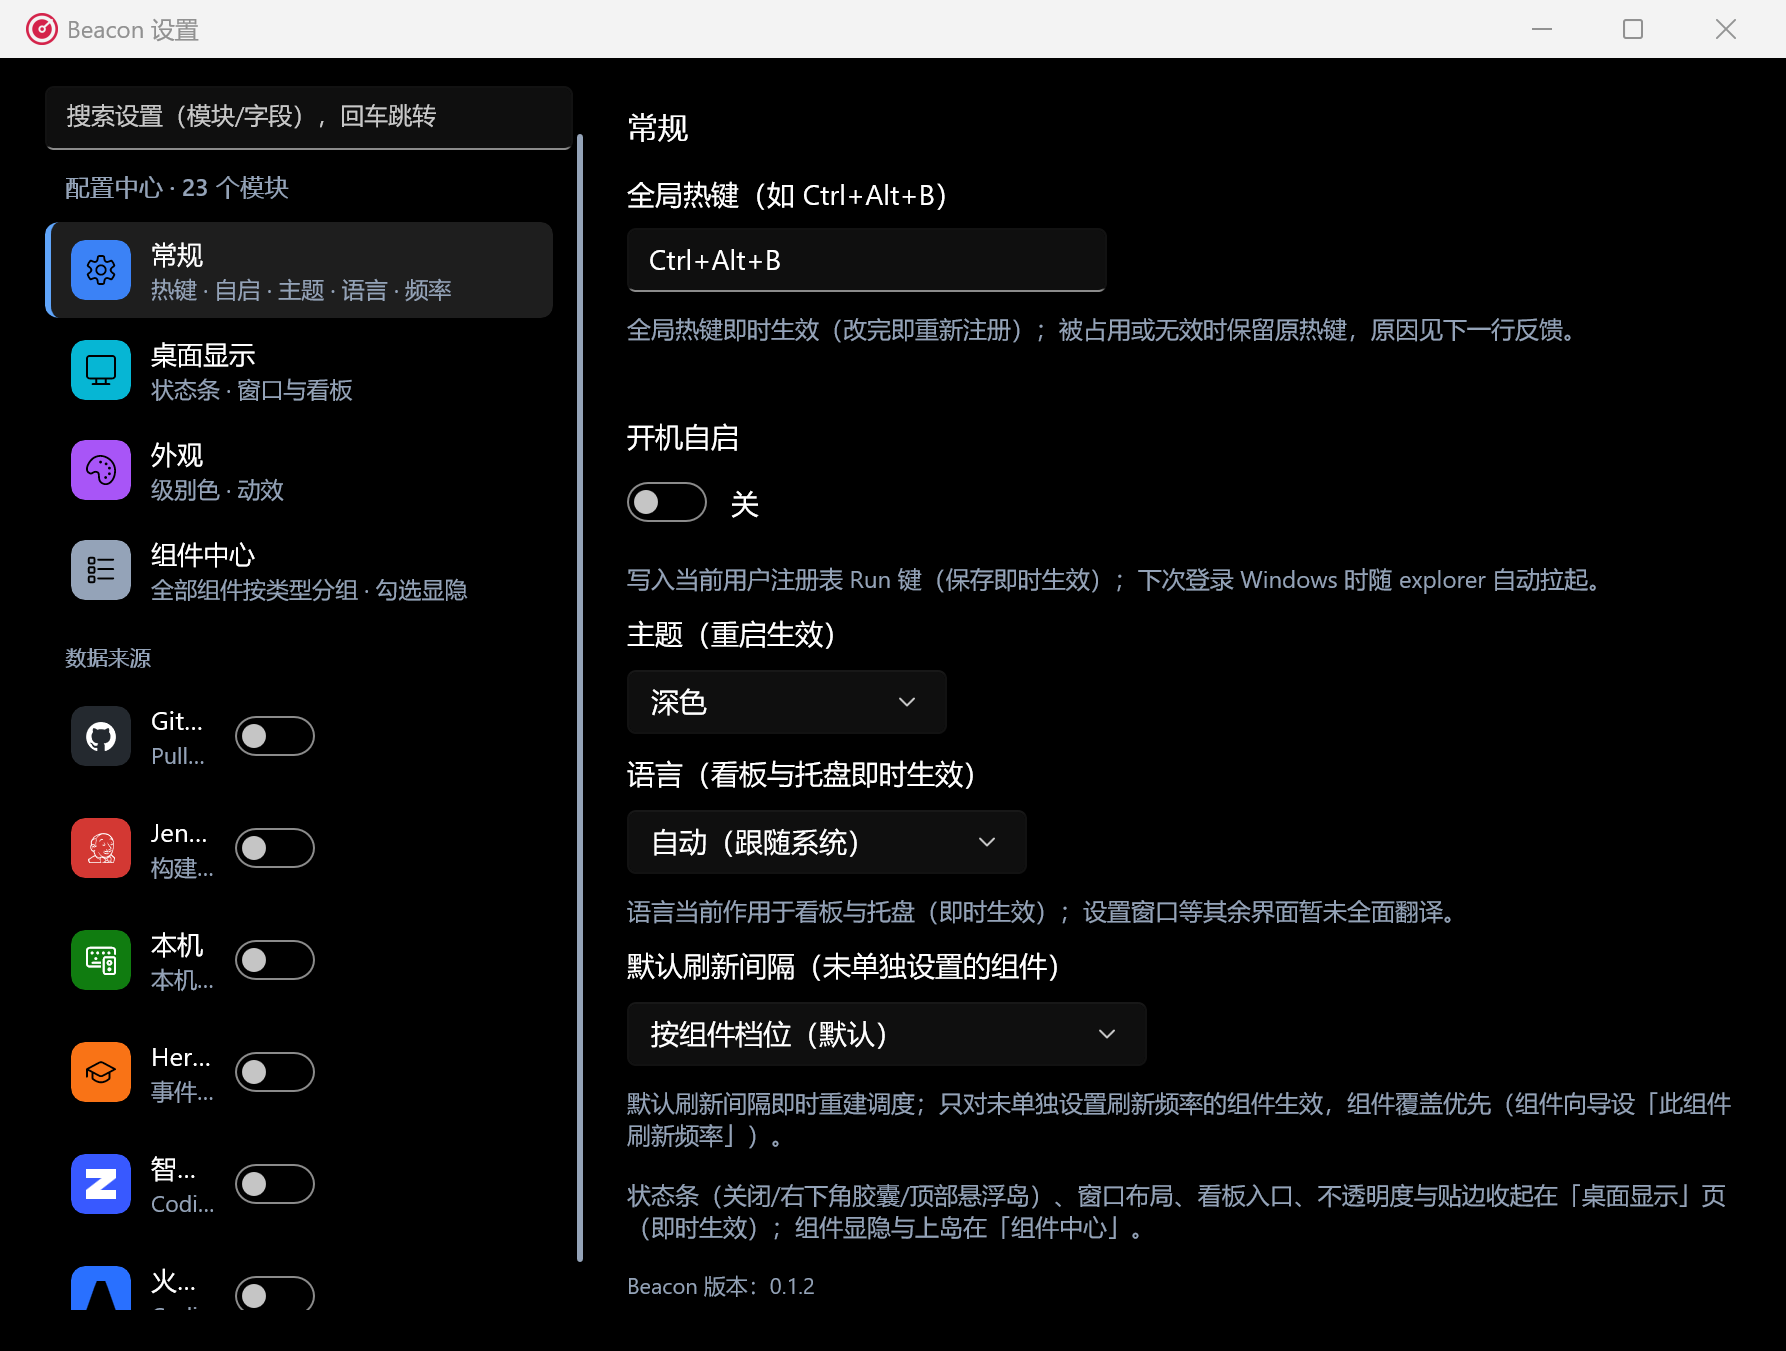 Beacon 设置
搜索设置（模块/字段），回车跳转
配置中心 · 23 个模块
常规
热键 · 自启 · 主题 · 语言 · 频率
桌面显示
状态条 · 窗口与看板
外观
级别色 · 动效
组件中心
全部组件按类型分组 · 勾选显隐
数据来源
Git...
Pull...
Jen...
构建...
本机
本机...
Her...
事件...
智...
Codi...
火...
常规
全局热键（如 Ctrl+Alt+B）
Ctrl+Alt+B
全局热键即时生效（改完即重新注册）；被占用或无效时保留原热键，原因见下一行反馈。
开机自启
关
写入当前用户注册表 Run 键（保存即时生效）；下次登录 Windows 时随 explorer 自动拉起。
主题（重启生效）
深色
语言（看板与托盘即时生效）
自动（跟随系统）
语言当前作用于看板与托盘（即时生效）；设置窗口等其余界面暂未全面翻译。
默认刷新间隔（未单独设置的组件）
按组件档位（默认）
默认刷新间隔即时重建调度；只对未单独设置刷新频率的组件生效，组件覆盖优先（组件向导设「此组件
刷新频率」）。
状态条（关闭/右下角胶囊/顶部悬浮岛）、窗口布局、看板入口、不透明度与贴边收起在「桌面显示」页
（即时生效）；组件显隐与上岛在「组件中心」。
Beacon 版本：0.1.2